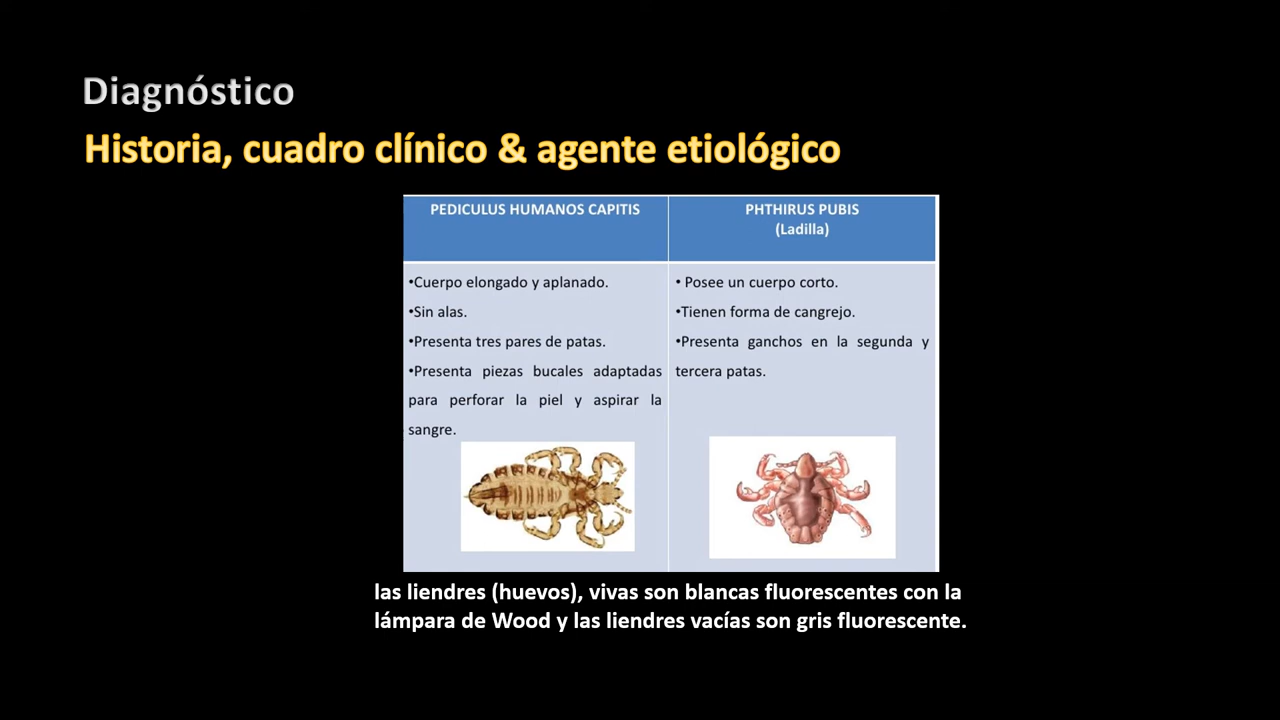 Diagnóstico
Historia, cuadro clínico & agente etiológico
PEDICULUS HUMANOS CAPITIS
•Cuerpo elongado y aplanado.
•Sin alas.
•Presenta tres pares de patas.
•Presenta piezas bucales adaptadas
para perforar la piel y aspirar la
sangre.
PHTHIRUS PUBIS
(Ladilla)
• Posee un cuerpo corto.
•Tienen forma de cangrejo.
•Presenta ganchos en la segunda y
tercera patas.
las liendres (huevos), vivas son blancas fluorescentes con la
lámpara de Wood y las liendres vacías son gris fluorescente.